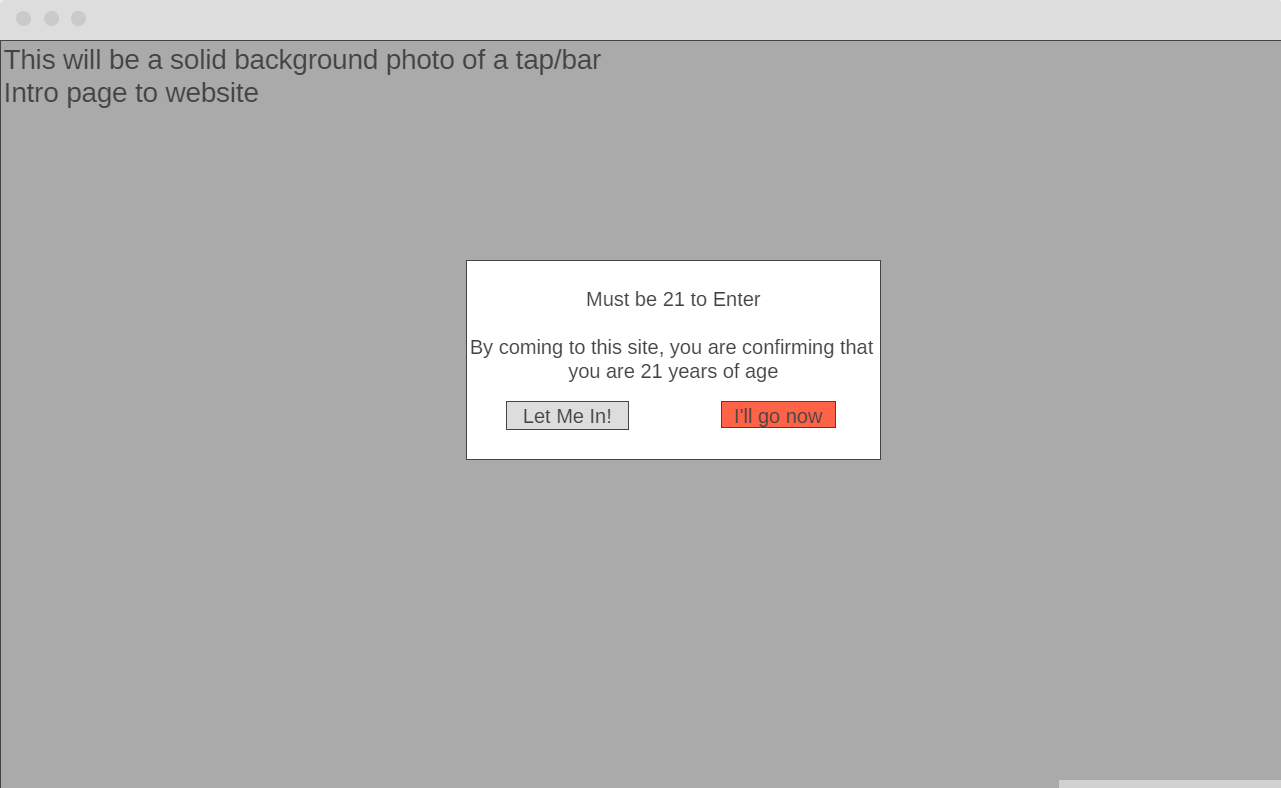 This will be a solid background photo of a tap/bar
Intro page to website
Must be 21 to Enter
By coming to this site, you are confirming that
you are 21 years of age
Let Me In!
I'll go now